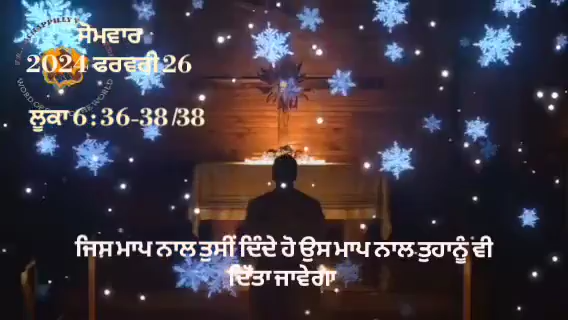 ਸੋਮਵਾਰ
2024 ਫਰਵਰੀ 26
ਲੂਕਾ 6 : 36-38 /38
ਜਿਸ ਮਾਪ ਨਾਲ ਤੁਸੀਂ ਦਿੰਦੇ ਹੋ ਉਸ ਮਾਪ ਨਾਲ ਤੁਹਾਨੂੰ ਵੀ
ਦਿੱਤਾ ਜਾਵੇਗਾ